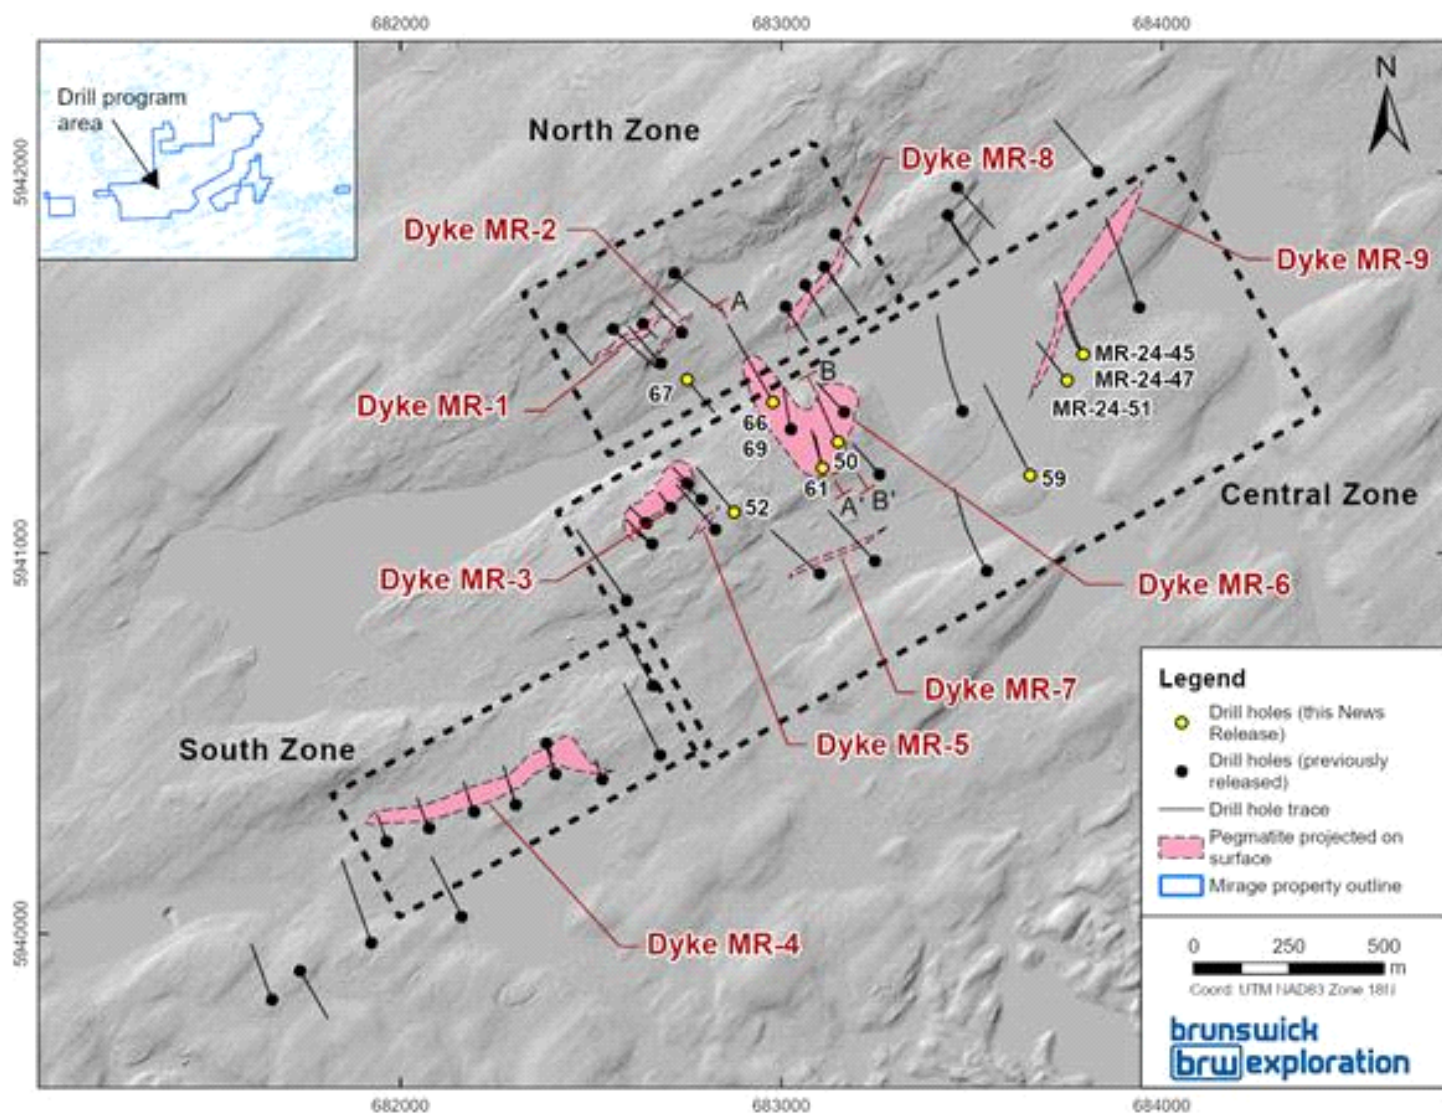 682000
683000
684000
Drill program
area
N
North Zone
Dyke MR-8
5942000
Dyke MR-2
Dyke MR-9
A
MR-24-45
B
MR-24-47
67
Dyke MR-1
MR-24-51
66
69
50
59
61
Central Zone
A'
B'
52
5941000
Dyke MR-3
Dyke MR-6
Dyke MR-7
Dyke MR-5
South Zone
Dyke MR-4
5940000
Legend
Drill holes (this News
Release)
Drill holes (previously
released)
Drill hole trace
Pegmatite projected on
surface
Mirage property outline
0 250 500
m
Coord: UTM NAD83 Zone 18N
brunswick
brw exploration
682000
683000
684000